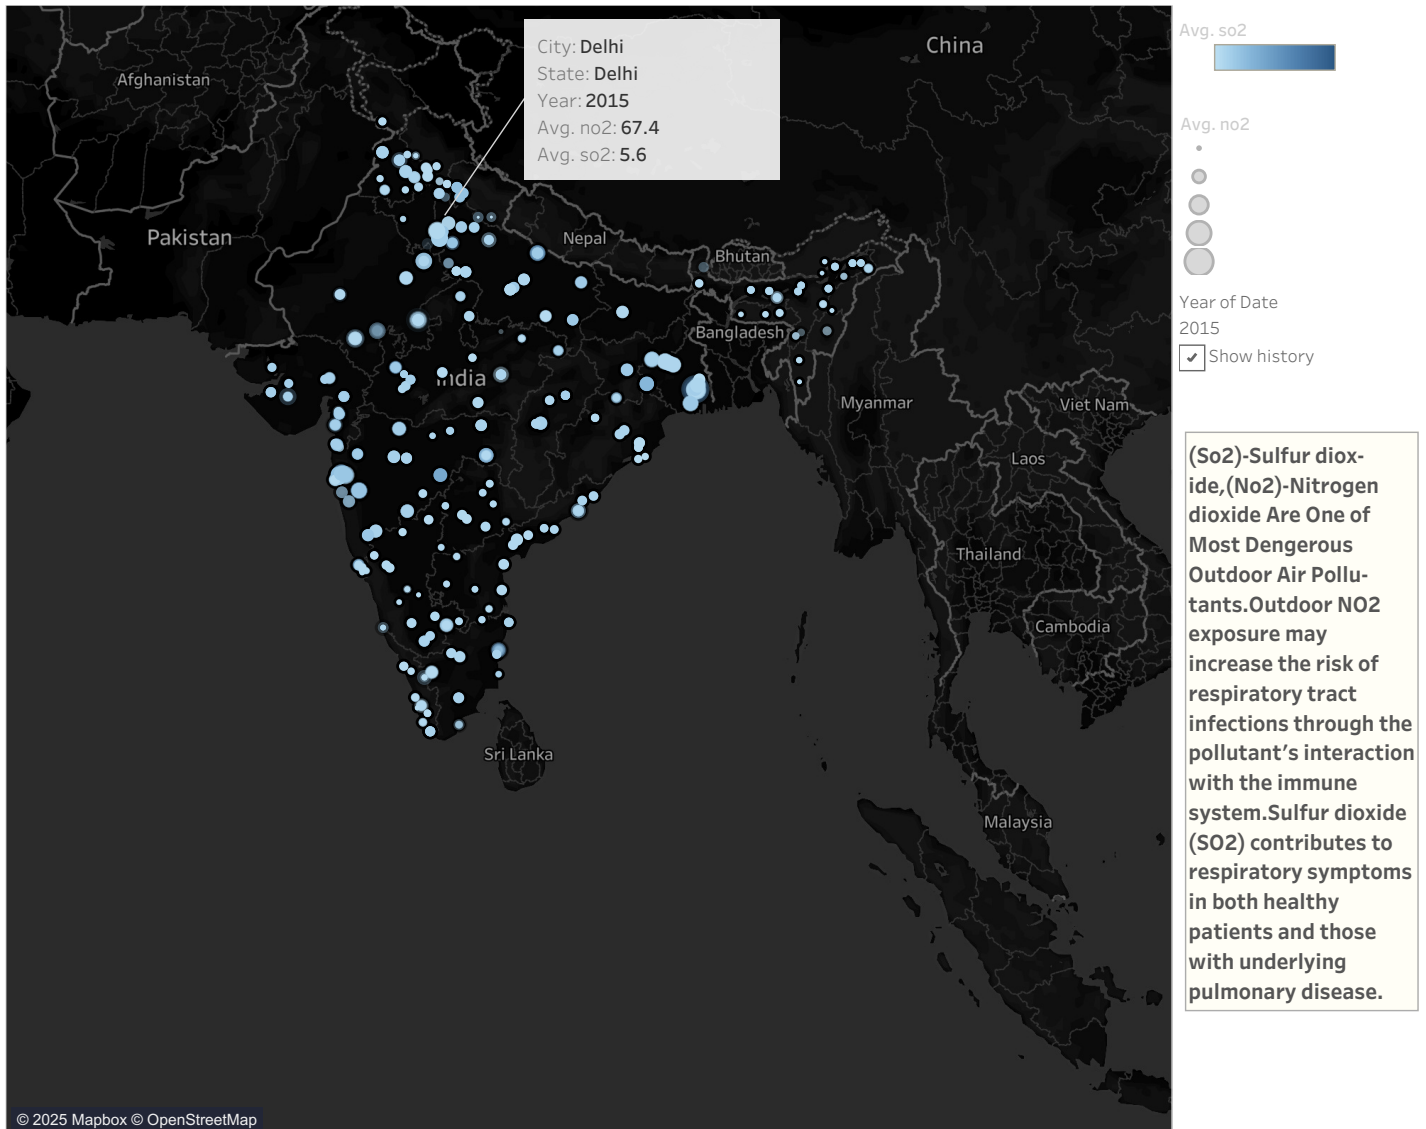 City: Delhi
State: Delhi
Year: 2015
Avg. no2: 67.4
Avg. so2: 5.6
China
Afghanistan
Pakistan
Nepal
Bhutan
Bangladesh
India
Myanmar
Viet Nam
Laos
Thailand
Cambodia
Sri Lanka
Malaysia
© 2025 Mapbox © OpenStreetMap
Avg. so2
Avg. no2
Year of Date
2015
Show history
(So2)-Sulfur diox-
ide,(No2)-Nitrogen
dioxide Are One of
Most Dengerous
Outdoor Air Pollu-
tants.Outdoor NO2
exposure may
increase the risk of
respiratory tract
infections through the
pollutant's interaction
with the immune
system.Sulfur dioxide
(SO2) contributes to
respiratory symptoms
in both healthy
patients and those
with underlying
pulmonary disease.